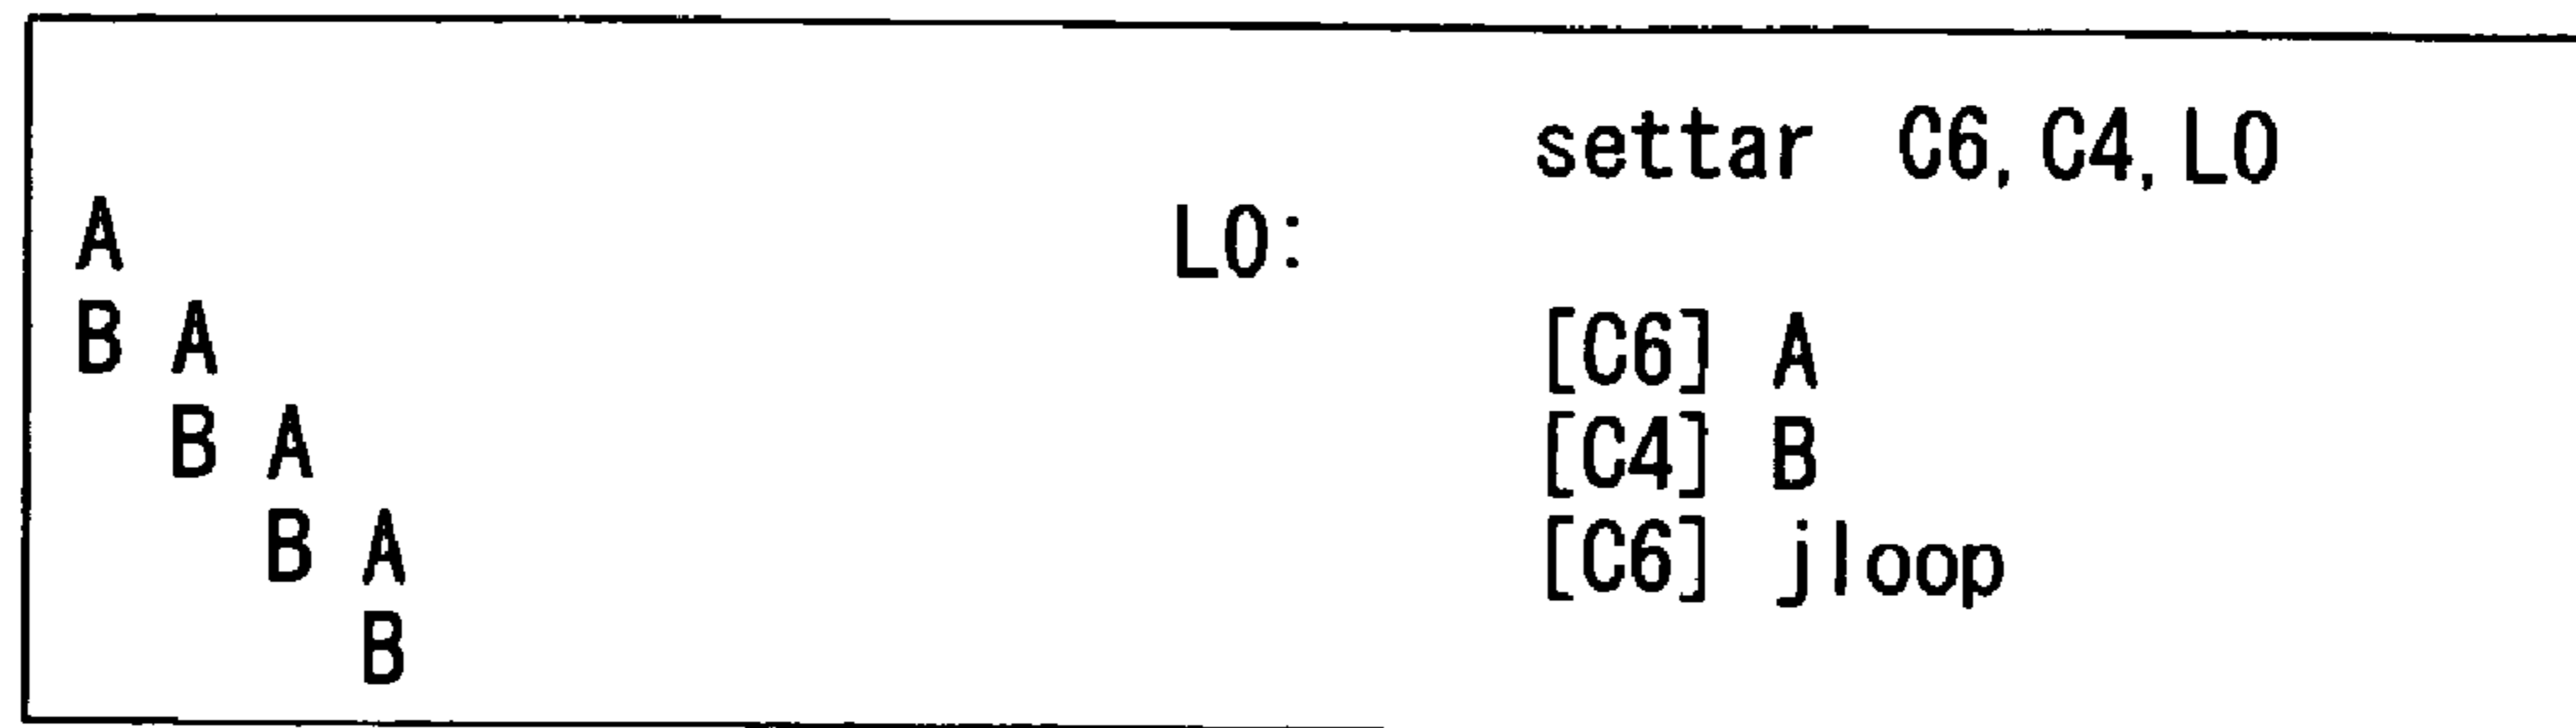 settar C6,C4,L0
A L0:
B A [C6] A
B A [C4] B
B A [C6] jloop
B